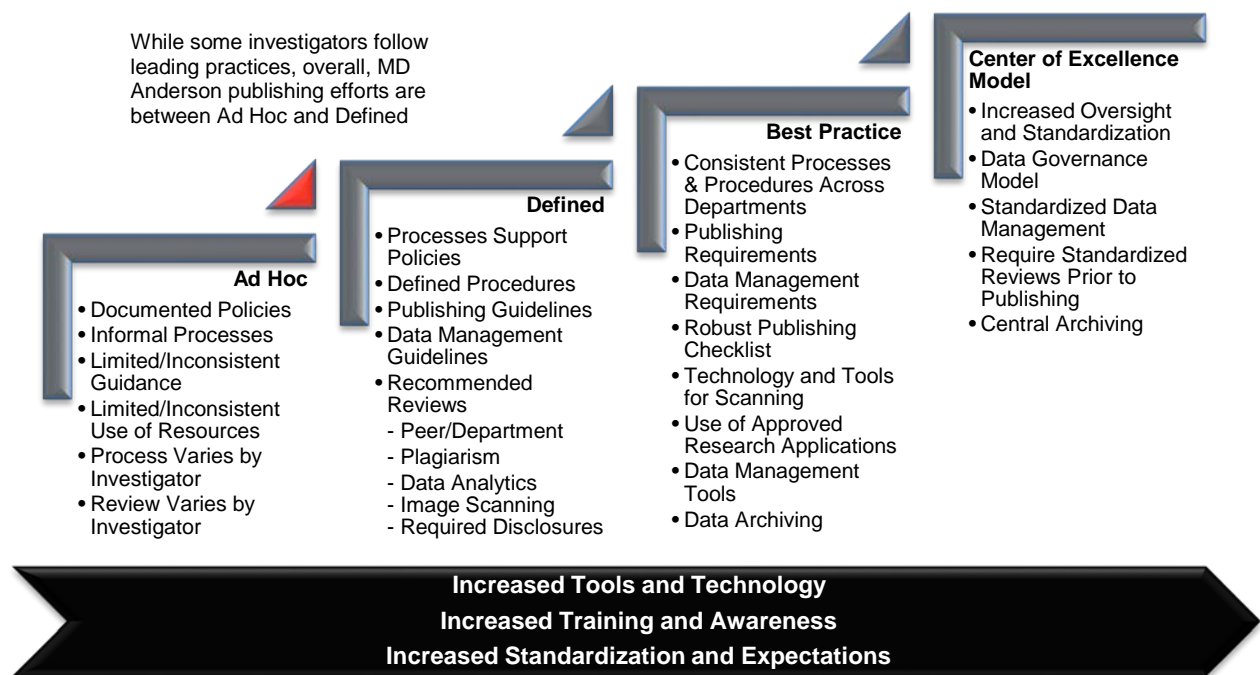 While some investigators follow
leading practices, overall, MD
Anderson publishing efforts are
between Ad Hoc and Defined
Ad Hoc
• Documented Policies
• Informal Processes
• Limited/Inconsistent
Guidance
• Limited/Inconsistent
Use of Resources
• Process Varies by
Investigator
• Review Varies by
Investigator
Defined
• Processes Support
Policies
• Defined Procedures
• Publishing Guidelines
• Data Management
Guidelines
• Recommended
Reviews
- Peer/Department
- Plagiarism
- Data Analytics
- Image Scanning
- Required Disclosures
Best Practice
• Consistent Processes
& Procedures Across
Departments
• Publishing
Requirements
• Data Management
Requirements
• Robust Publishing
Checklist
• Technology and Tools
for Scanning
• Use of Approved
Research Applications
• Data Management
Tools
• Data Archiving
Center of Excellence
Model
• Increased Oversight
and Standardization
• Data Governance
Model
• Standardized Data
Management
• Require Standardized
Reviews Prior to
Publishing
• Central Archiving
Increased Tools and Technology
Increased Training and Awareness
Increased Standardization and Expectations